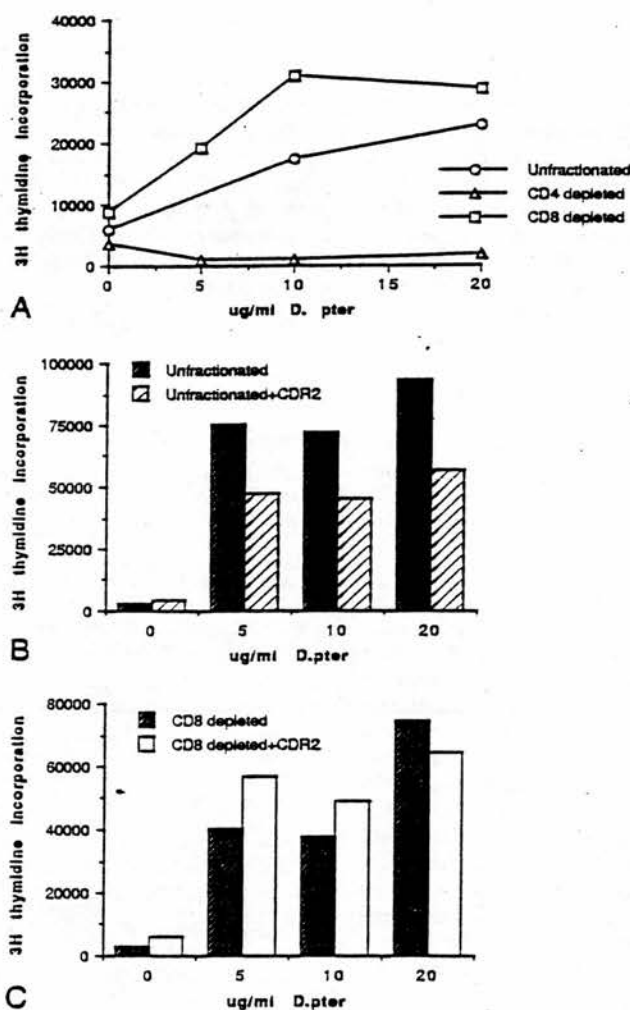 40000
30000
20000
10000
0
3H thymidine incorporation
0 5 10 15 20
ug/ml D. pter
Unfractionated
CD4 depleted
CD8 depleted
A
100000
75000
50000
25000
0
3H thymidine incorporation
Unfractionated
Unfractionated+CDR2
0 5 10 20
ug/ml D.pter
B
80000
60000
40000
20000
0
3H thymidine incorporation
CD8 depleted
CD8 depleted+CDR2
0 5 10 20
ug/ml D.pter
C